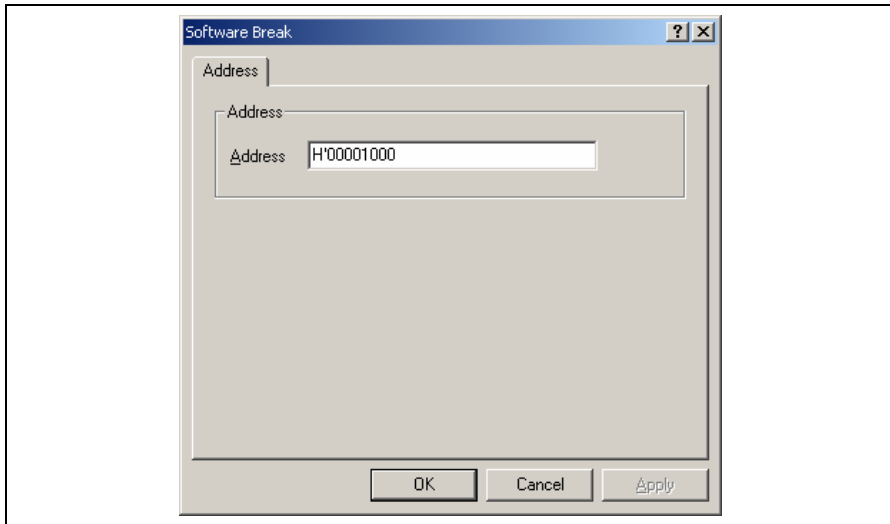 Software Break
Address
Address
Address H'00001000
OK Cancel Apply